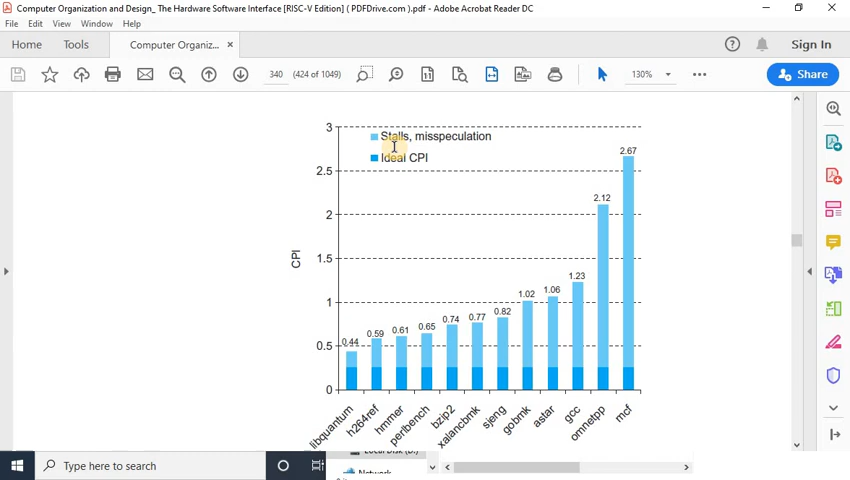 Computer Organization and Design_ The Hardware Software Interface [RISC-V Edition] ( PDFDrive.com ).pdf - Adobe Acrobat Reader DC
File Edit View Window Help
Home Tools Computer Organiz... × Sign In
340 (424 of 1049) 130% Share
3
Stalls, misspeculation
Ideal CPI
2.67
2.5
2.12
2
CPI
1.5
1.23
1.06
1.02
1
0.82
0.77
0.74
0.65
0.61
0.59
0.44
0.5
0
libquantum
h264ref
hmmer
perlbench
bzip2
xalancbmk
sjeng
gobmk
astar
gcc
omnetpp
mcf
Local Disk (D:)
Type here to search
Network